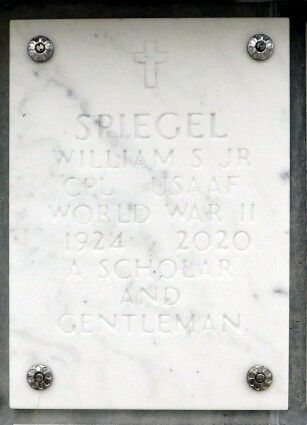 SPIEGEL
WILLIAM S JR
CPL USAAF
WORLD WAR II
1924 2020
A SCHOLAR
AND
GENTLEMAN